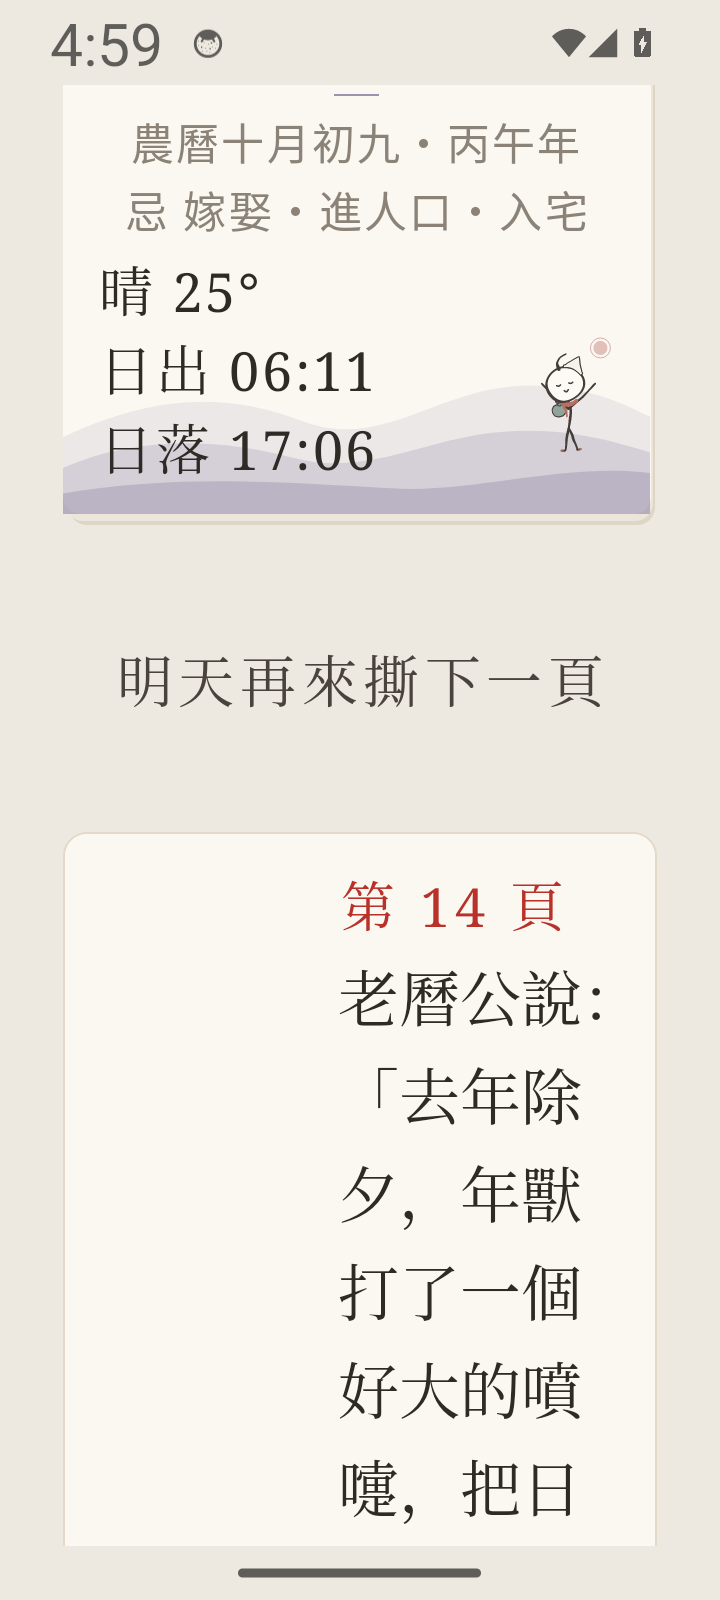 4:59
農曆十月初九・丙午年
忌 嫁娶・進人口・入宅
晴 25°
日出 06:11
日落 17:06
明天再來撕下一頁
第 14 頁
老曆公說：
「去年除
夕，年獸
打了一個
好大的噴
嚏，把日